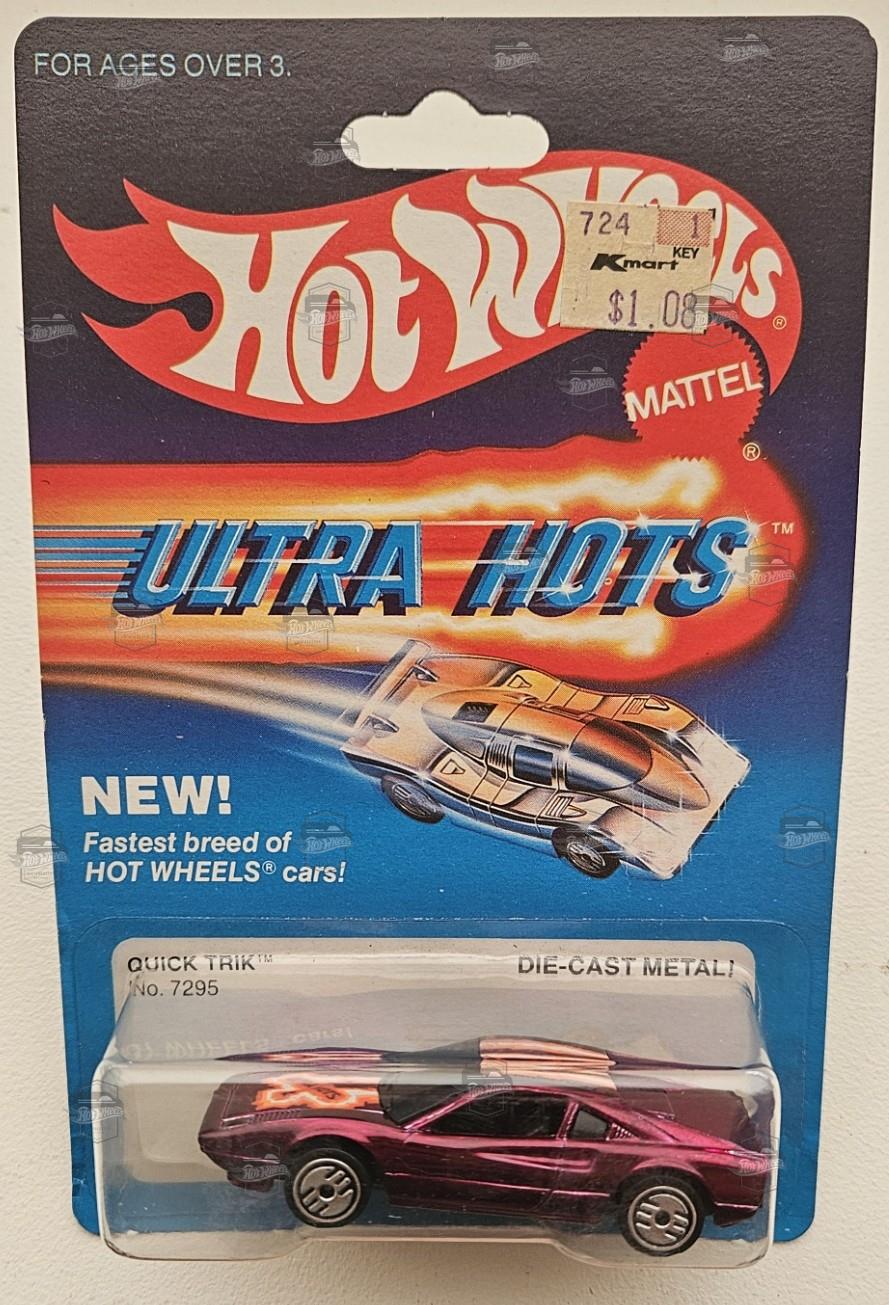 FOR AGES OVER 3.
HOT WHEELS®
724 1
KEY
Kmart
$1.08
MATTEL
®
ULTRA HOTS™
NEW!
Fastest breed of
HOT WHEELS® cars!
QUICK TRIK™ DIE-CAST METAL!
No. 7295